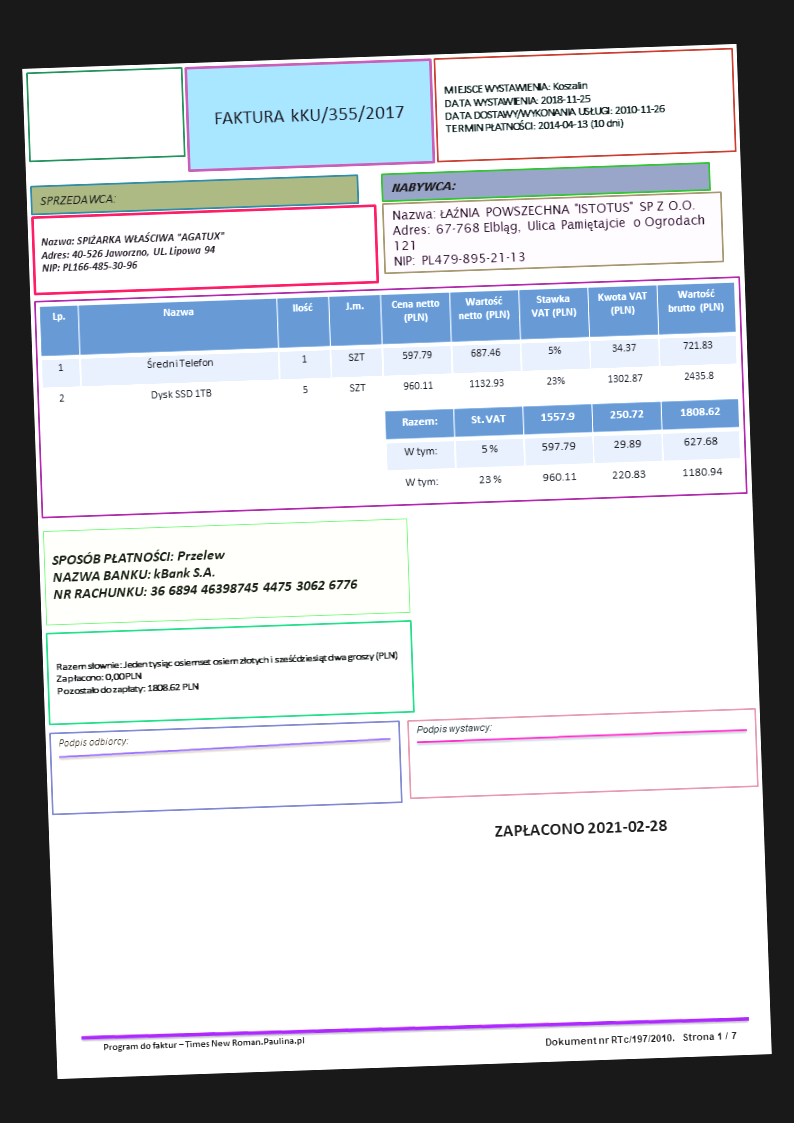 FAKTURA kKU/355/2017
MIEJSCE WYSTAWIENIA: Koszalin
DATA WYSTAWIENIA: 2018-11-25
DATA DOSTAWY/WYKONANIA USŁUGI: 2010-11-26
TERMIN PŁATNOŚCI: 2014-04-13 (10 dni)
SPRZEDAWCA:
Nazwa: SPIŻARKA WŁAŚCIWA "AGATUX"
Adres: 40-526 Jaworzno, UL. Lipowa 94
NIP: PL166-485-30-96
NABYWCA:
Nazwa: ŁAŹNIA POWSZECHNA "ISTOTUS" SP Z O.O.
Adres: 67-768 Elbląg, Ulica Pamiętajcie o Ogrodach
121
NIP: PL479-895-21-13
Lp. Nazwa Ilość J.m. Cena netto (PLN) Wartość netto (PLN) Stawka VAT (PLN) Kwota VAT (PLN) Wartość brutto (PLN)
1 Średni Telefon 1 SZT 597.79 687.46 5% 34.37 721.83
2 Dysk SSD 1TB 5 SZT 960.11 1132.93 23% 1302.87 2435.8
Razem: St. VAT 1557.9 250.72 1808.62
W tym: 5 % 597.79 29.89 627.68
W tym: 23 % 960.11 220.83 1180.94
SPOSÓB PŁATNOŚCI: Przelew
NAZWA BANKU: kBank S.A.
NR RACHUNKU: 36 6894 46398745 4475 3062 6776
Razem słownie: Jeden tysiąc osiemset osiem złotych i sześćdziesiąt dwa groszy (PLN)
Zapłacono: 0,00 PLN
Pozostało do zapłaty: 1808.62 PLN
Podpis odbiorcy:
Podpis wystawcy:
ZAPŁACONO 2021-02-28
Program do faktur – Times New Roman.Paulina.pl
Dokument nr RTc/197/2010. Strona 1 / 7